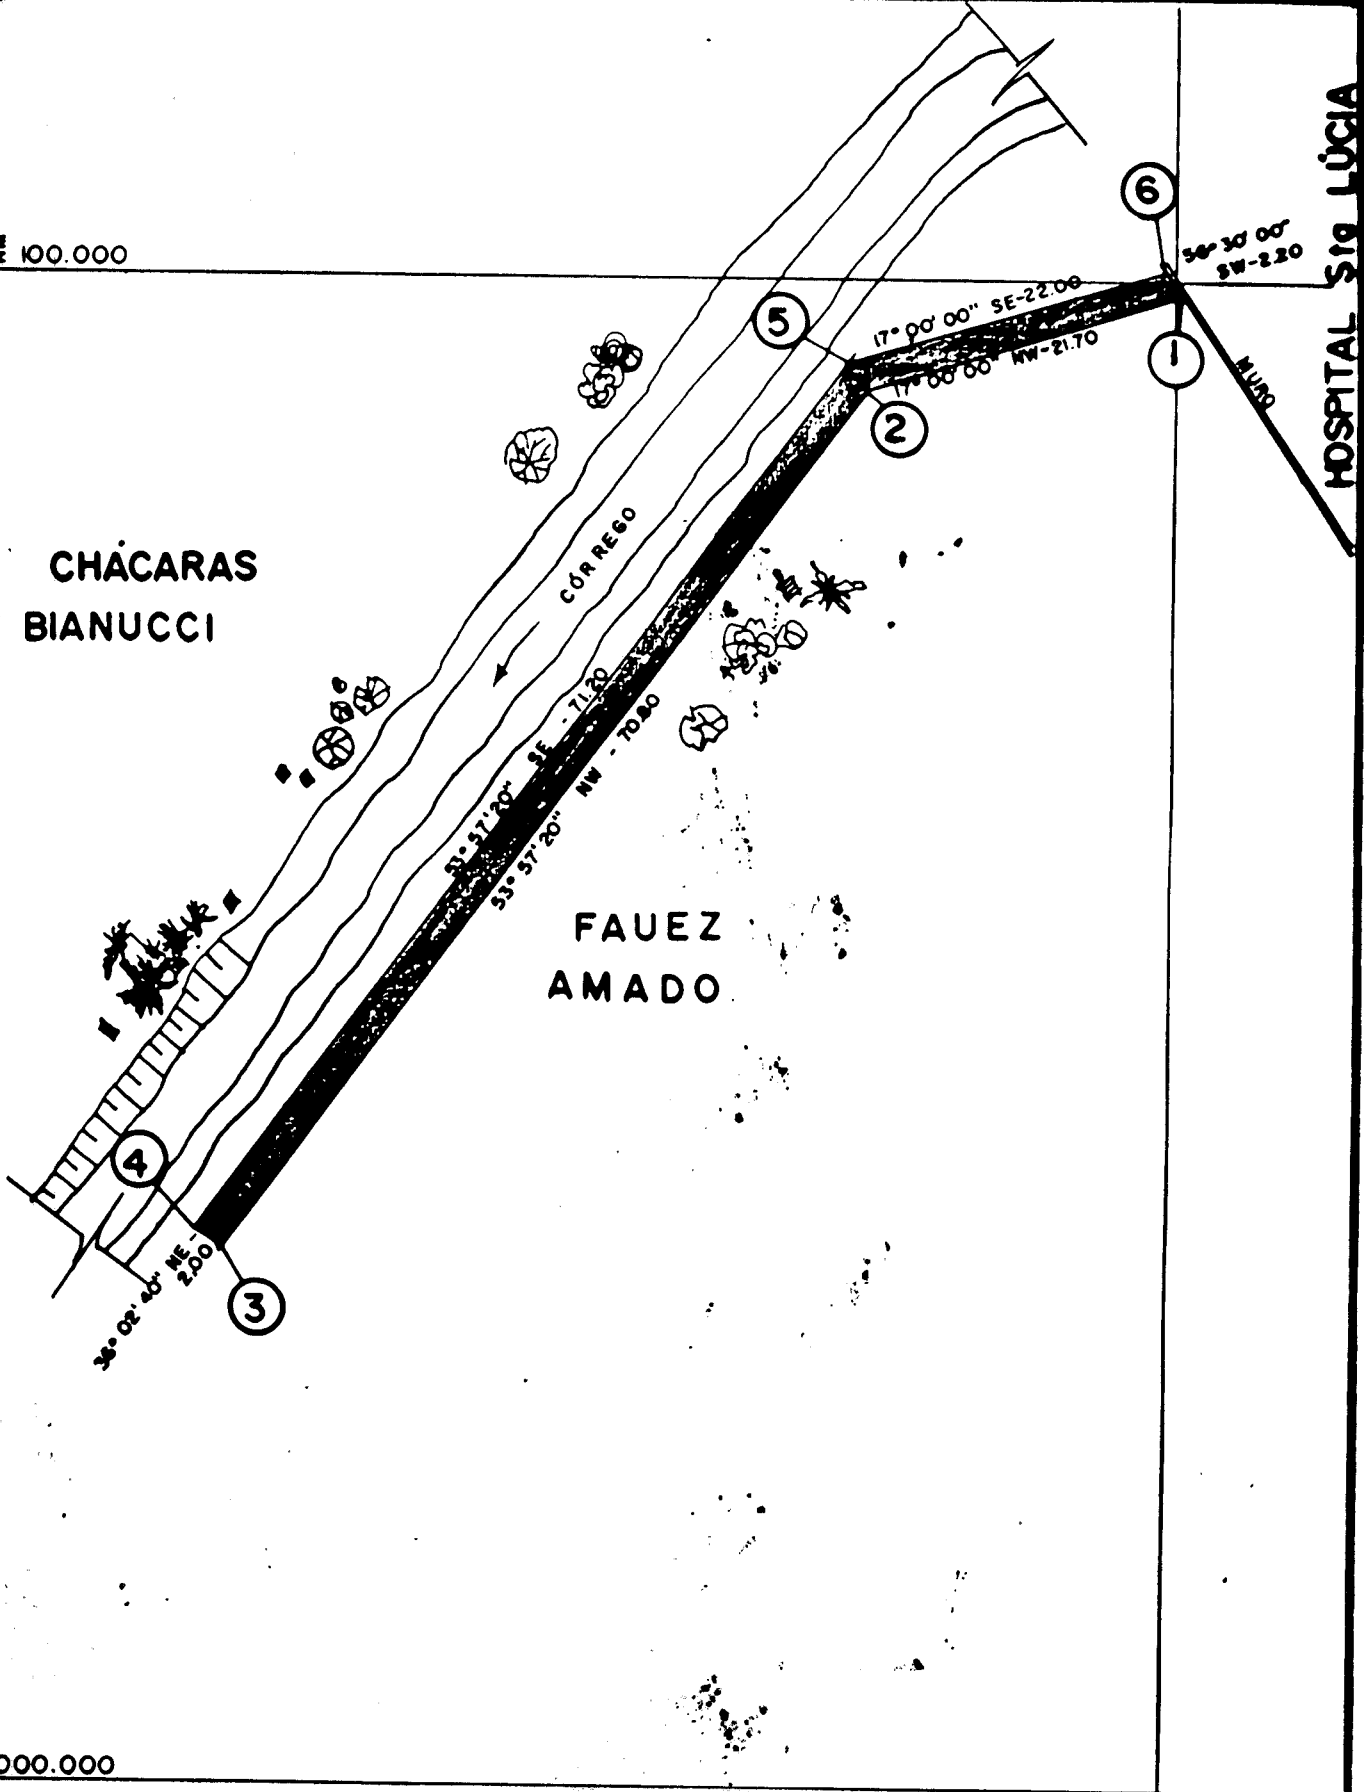 100.000
HOSPITAL Sta LÚCIA
6
56° 30' 00"
SW-2.20
17° 00' 00" SE-22.00
5
17° 00' 00" NW-21.70
1
MURO
2
CÓRREGO
CHÁCARAS
BIANUCCI
53° 57' 20" SE - 71.20
53° 57' 20" NW - 70.80
FAUEZ
AMADO
4
36° 02' 40" NE -
2.00
3
000.000